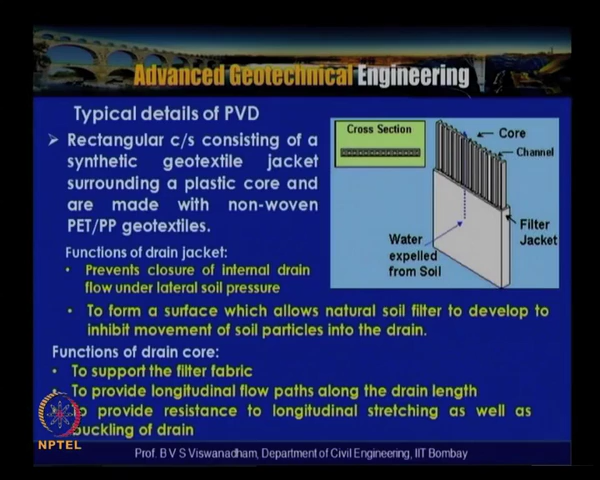 Advanced Geotechnical Engineering
Typical details of PVD
Rectangular c/s consisting of a
synthetic geotextile jacket
surrounding a plastic core and
are made with non-woven
PET/PP geotextiles.
Cross Section
Core
Channel
Filter
Jacket
Water
expelled
from Soil
Functions of drain jacket:
• Prevents closure of internal drain
flow under lateral soil pressure
• To form a surface which allows natural soil filter to develop to
inhibit movement of soil particles into the drain.
Functions of drain core:
• To support the filter fabric
• To provide longitudinal flow paths along the drain length
provide resistance to longitudinal stretching as well as
buckling of drain
NPTEL
Prof. B V S Viswanadham, Department of Civil Engineering, IIT Bombay